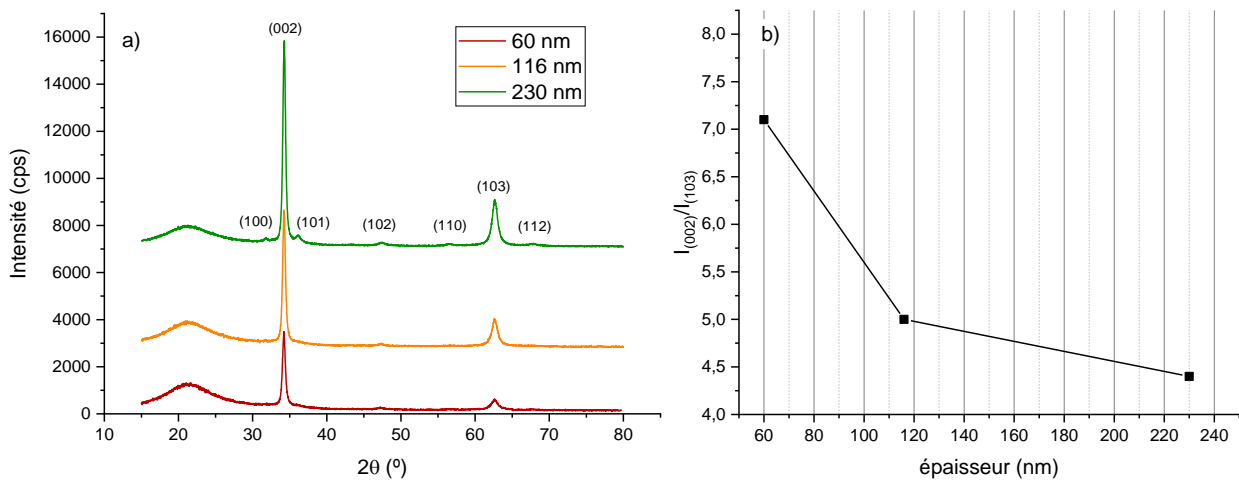 a)
(002)
60 nm
116 nm
230 nm
(100)
(101)
(102)
(110)
(103)
(112)
16000
14000
12000
10000
8000
6000
4000
2000
0
Intensité (cps)
10 20 30 40 50 60 70 80
2θ (º)
b)
8,0
7,5
7,0
6,5
6,0
5,5
5,0
4,5
4,0
I(002)/I(103)
60 80 100 120 140 160 180 200 220 240
épaisseur (nm)